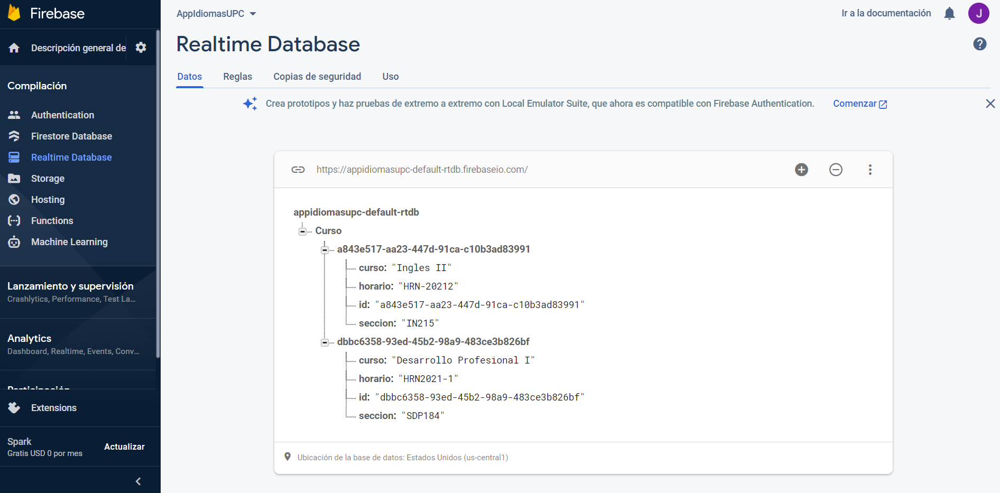 Firebase
Descripción general de
Compilación
Authentication
Firestore Database
Realtime Database
Storage
Hosting
Functions
Machine Learning
Lanzamiento y supervisión
Crashlytics, Performance, Test La...
Analytics
Dashboard, Realtime, Events, Conv...
Participación
Extensions
Spark
Gratis USD 0 por mes
Actualizar
AppIdiomasUPC
Ir a la documentación
J
Realtime Database
?
Datos Reglas Copias de seguridad Uso
Crea prototipos y haz pruebas de extremo a extremo con Local Emulator Suite, que ahora es compatible con Firebase Authentication. Comenzar
https://appidiomasupc-default-rtdb.firebaseio.com/
appidiomasupc-default-rtdb
Curso
a843e517-aa23-447d-91ca-c10b3ad83991
curso: "Ingles II"
horario: "HRN-20212"
id: "a843e517-aa23-447d-91ca-c10b3ad83991"
seccion: "IN215"
dbbc6358-93ed-45b2-98a9-483ce3b826bf
curso: "Desarrollo Profesional I"
horario: "HRN2021-1"
id: "dbbc6358-93ed-45b2-98a9-483ce3b826bf"
seccion: "SDP184"
Ubicación de la base de datos: Estados Unidos (us-central1)